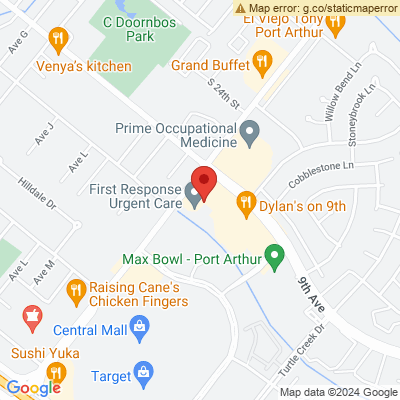 Map error: g.co/staticmaperror
C Doornbos
Park
El Viejo Tony
Port Arthur
Ave G
Venya's kitchen
Grand Buffet
S 24th St
Willow Bend Ln
Stoneybrook Ln
Ave J
Prime Occupational
Medicine
Ave L
Cobblestone Ln
Hilldale Dr
First Response
Urgent Care
Dylan's on 9th
Max Bowl - Port Arthur
9th Ave
Ave L
Ave M
Raising Cane's
Chicken Fingers
Central Mall
Turtle Creek Dr
Sushi Yuka
Target
Google
Map data ©2024 Google